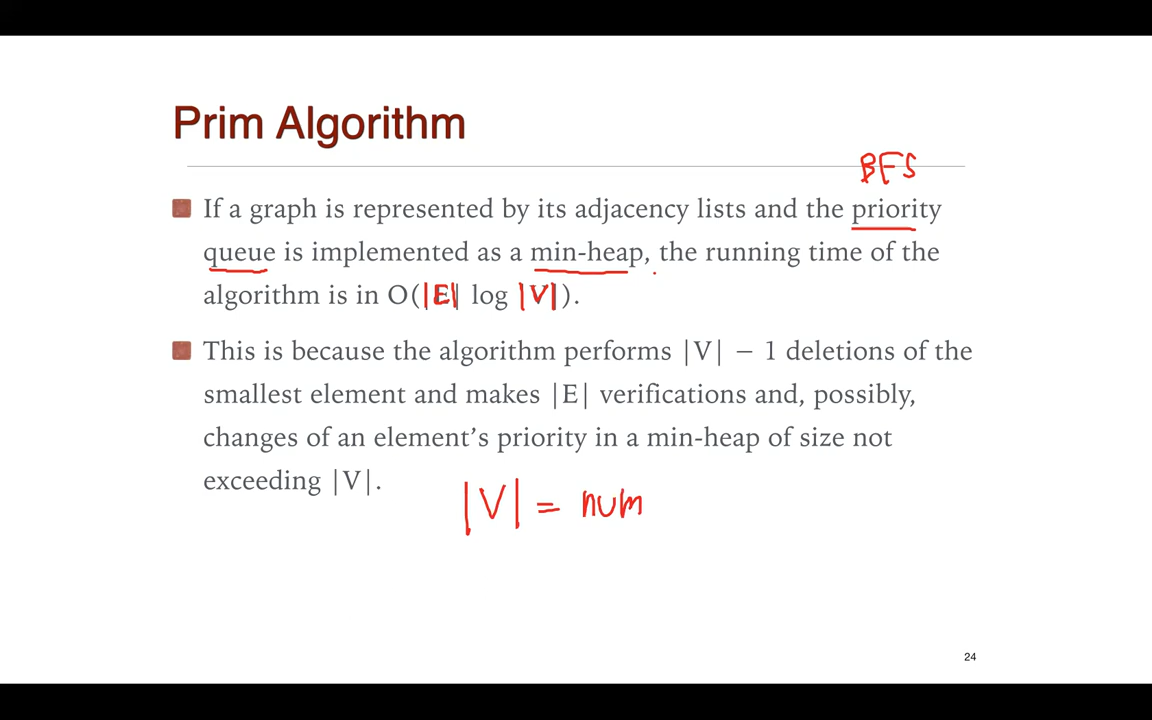 Prim Algorithm
BFS
If a graph is represented by its adjacency lists and the priority
queue is implemented as a min-heap, the running time of the
algorithm is in O(|E| log |V|).
This is because the algorithm performs |V| − 1 deletions of the
smallest element and makes |E| verifications and, possibly,
changes of an element's priority in a min-heap of size not
exceeding |V|.
|V| = num
24